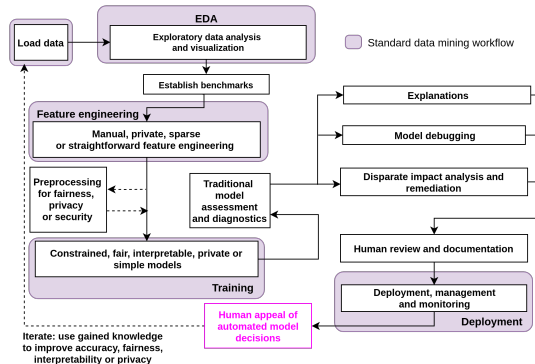 EDA
Load data
Exploratory data analysis
and visualization
Standard data mining workflow
Establish benchmarks
Feature engineering
Manual, private, sparse
or straightforward feature engineering
Explanations
Model debugging
Preprocessing
for fairness,
privacy
or security
Traditional
model
assessment
and diagnostics
Disparate impact analysis and
remediation
Constrained, fair, interpretable, private or
simple models
Training
Human review and documentation
Deployment, management
and monitoring
Deployment
Human appeal of
automated model
decisions
Iterate: use gained knowledge
to improve accuracy, fairness,
interpretability or privacy